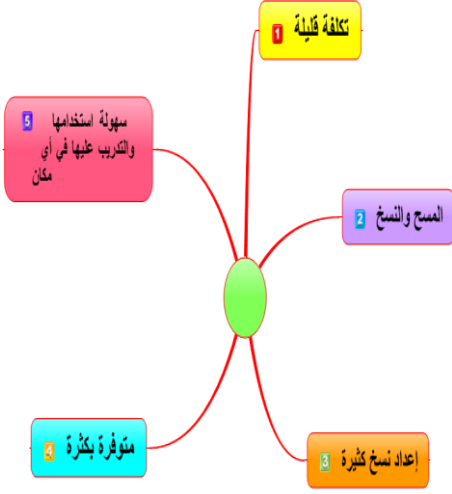 تكلفة قليلة 1
المسح والنسخ 2
إعداد نسخ كثيرة 3
متوفرة بكثرة 4
سهولة استخدامها 5
والتدريب عليها في أي
مكان